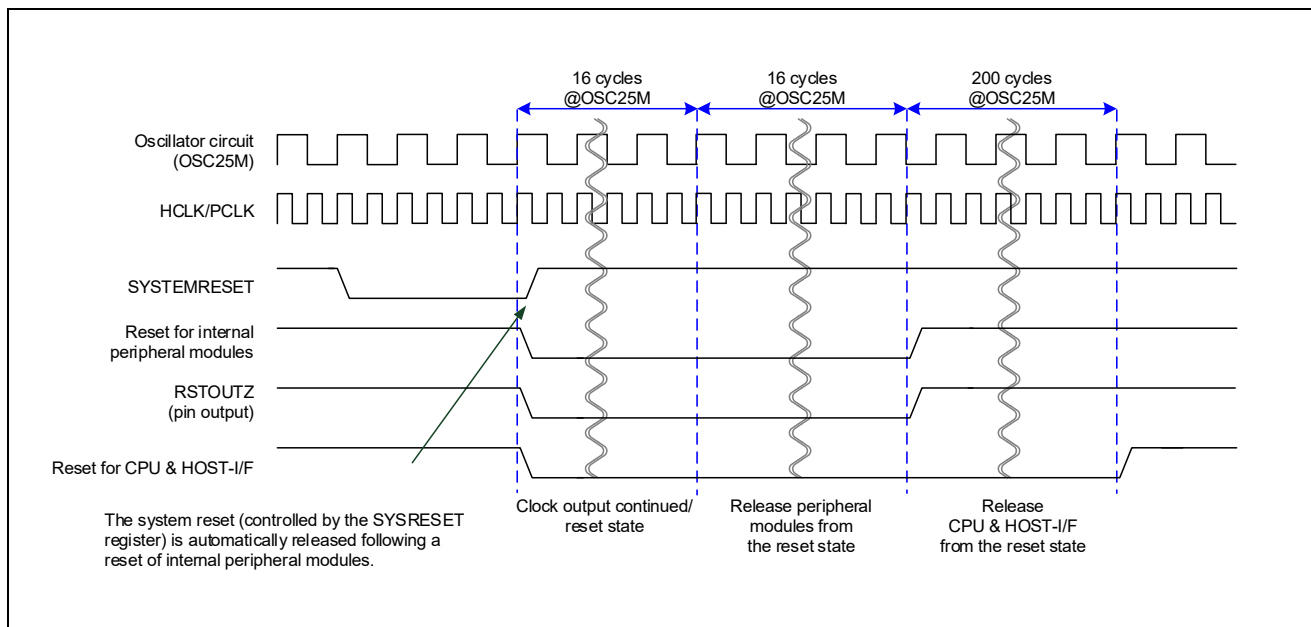 16 cycles
@OSC25M
16 cycles
@OSC25M
200 cycles
@OSC25M
Oscillator circuit
(OSC25M)
HCLK/PCLK
SYSTEMRESET
Reset for internal
peripheral modules
RSTOUTZ
(pin output)
Reset for CPU & HOST-I/F
Clock output continued/
reset state
Release peripheral
modules from
the reset state
Release
CPU & HOST-I/F
from the reset state
The system reset (controlled by the SYSRESET
register) is automatically released following a
reset of internal peripheral modules.